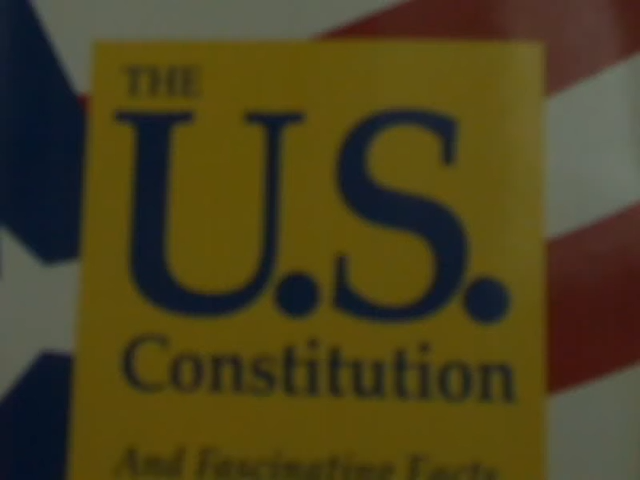 THE
U.S.
Constitution
And Fascinating Facts